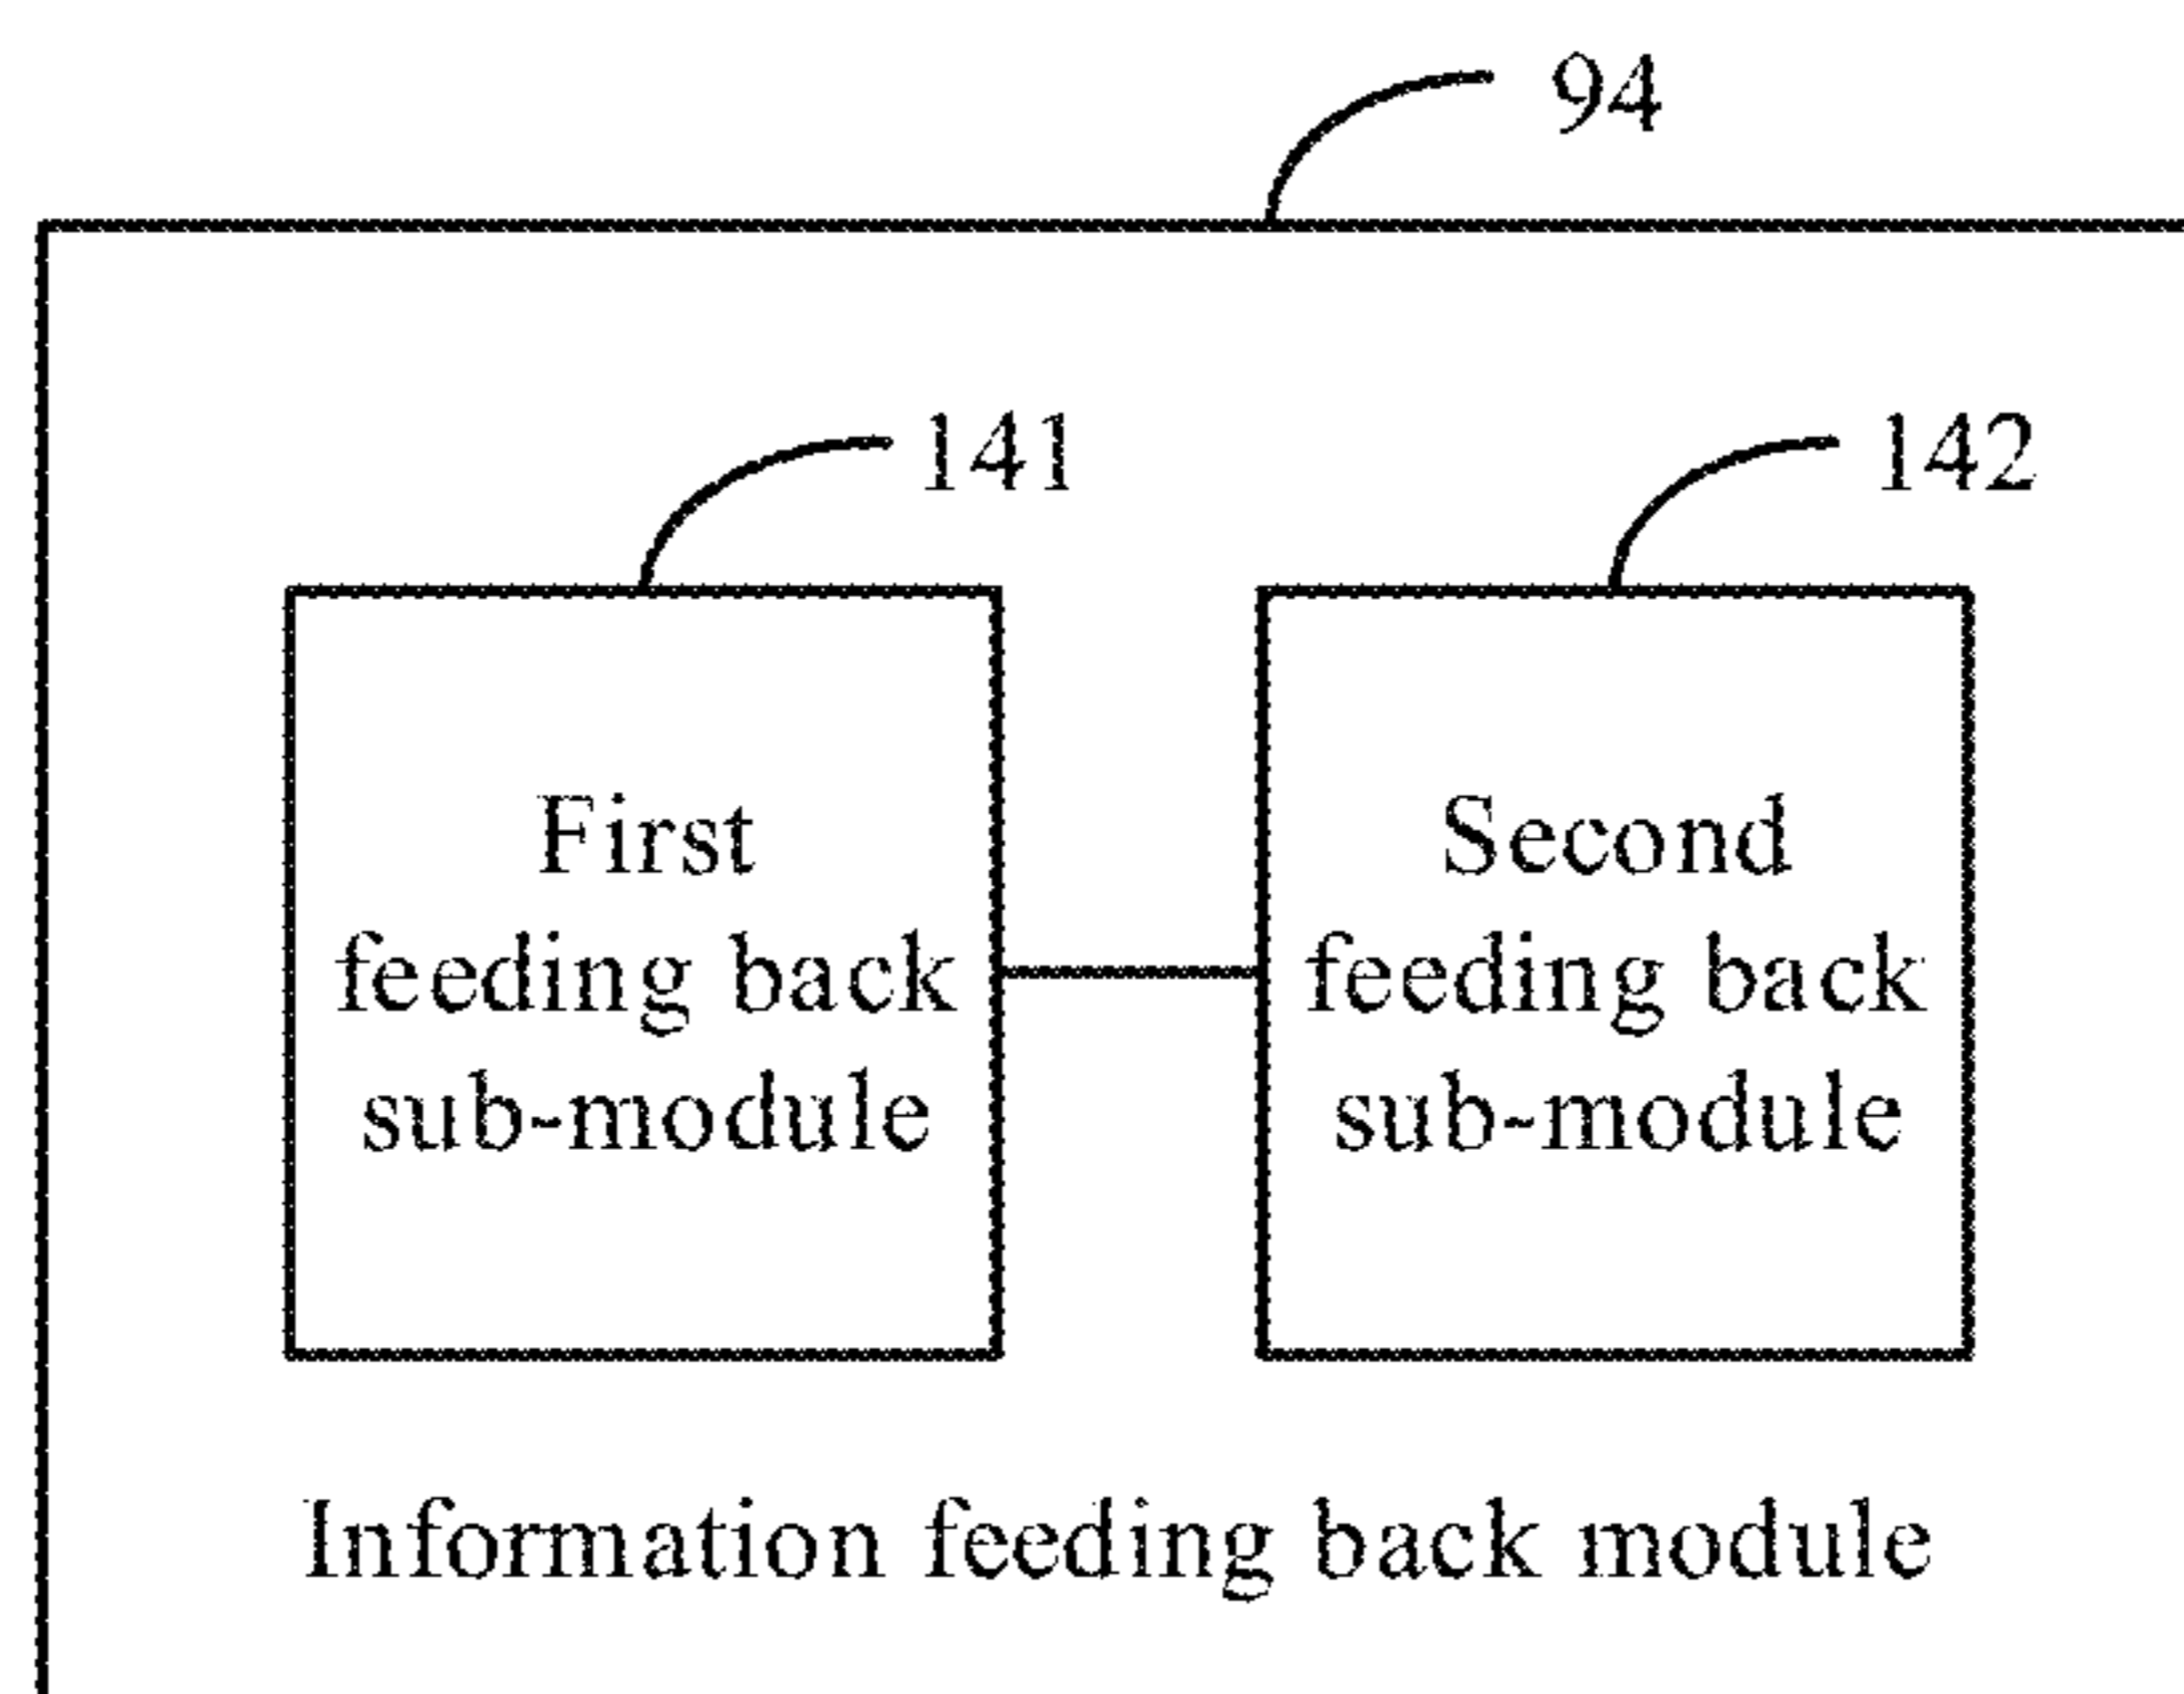 94
141
142
First
feeding back
sub-module
Second
feeding back
sub-module
Information feeding back module